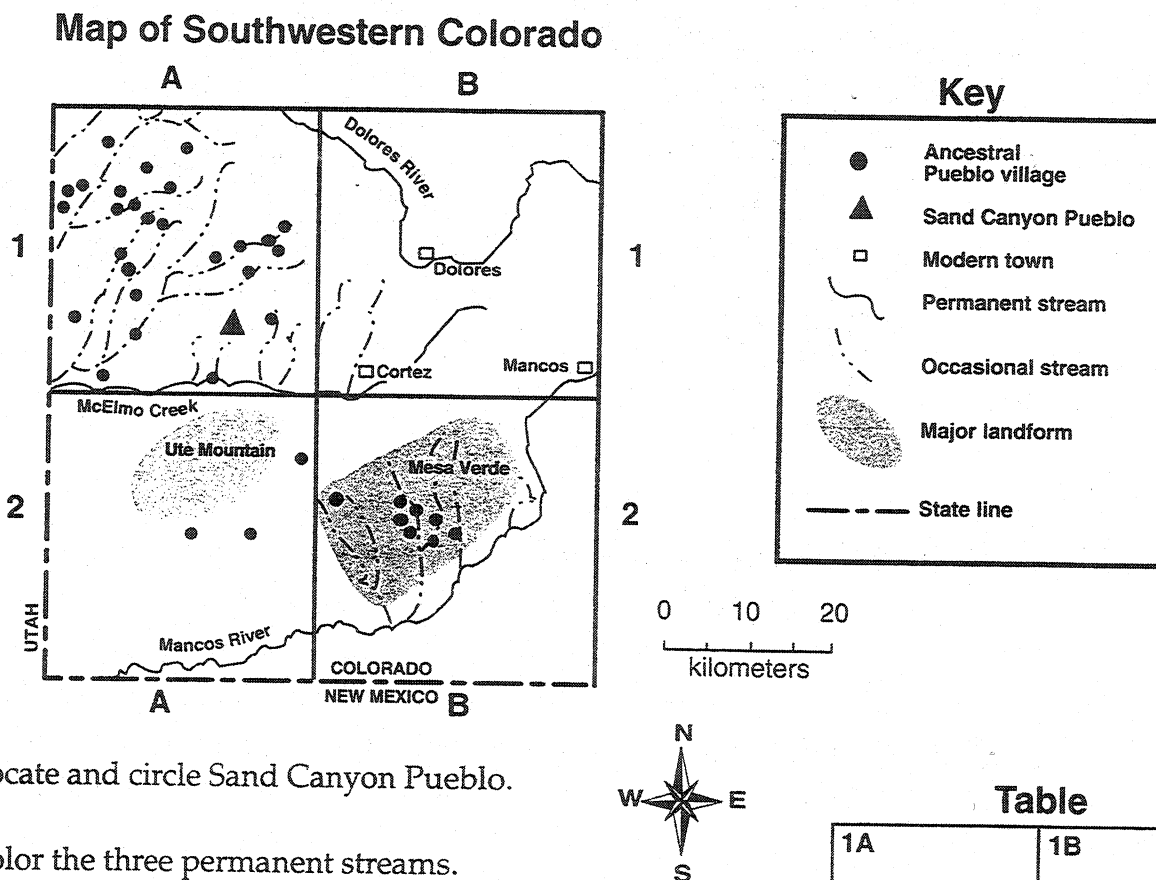 Map of Southwestern Colorado
A
B
Dolores River
1
1
Dolores
Cortez
Mancos
McElmo Creek
Ute Mountain
Mesa Verde
2
2
UTAH
Mancos River
COLORADO
NEW MEXICO
A
B
Key
Ancestral
Pueblo village
Sand Canyon Pueblo
Modern town
Permanent stream
Occasional stream
Major landform
State line
0 10 20
kilometers
N
W E
S
ocate and circle Sand Canyon Pueblo.
olor the three permanent streams.
Table
1A 1B